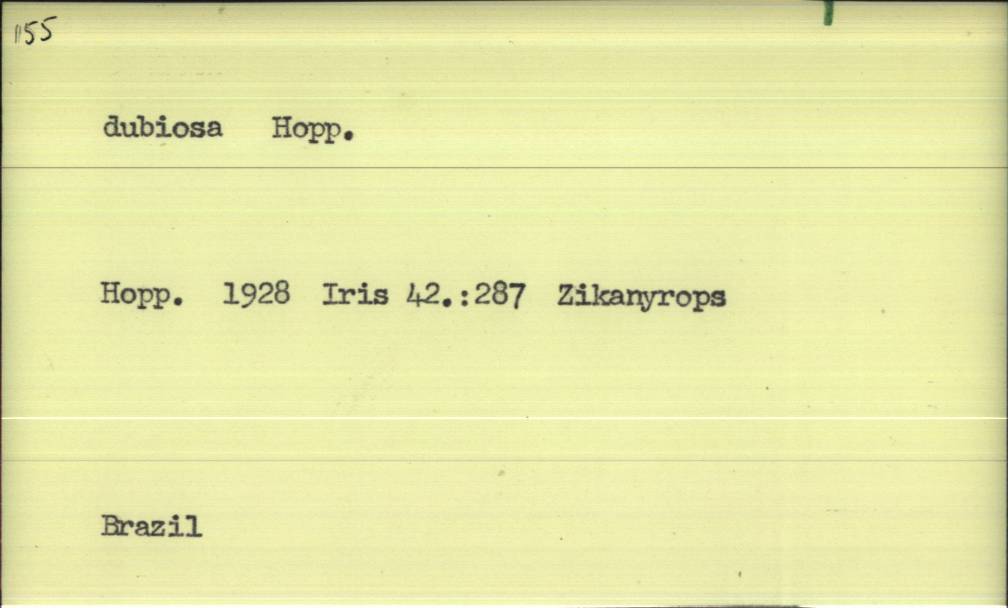 1155
dubiosa Hopp.
Hopp. 1928 Iris 42.:287 Zikanyrops
Brazil